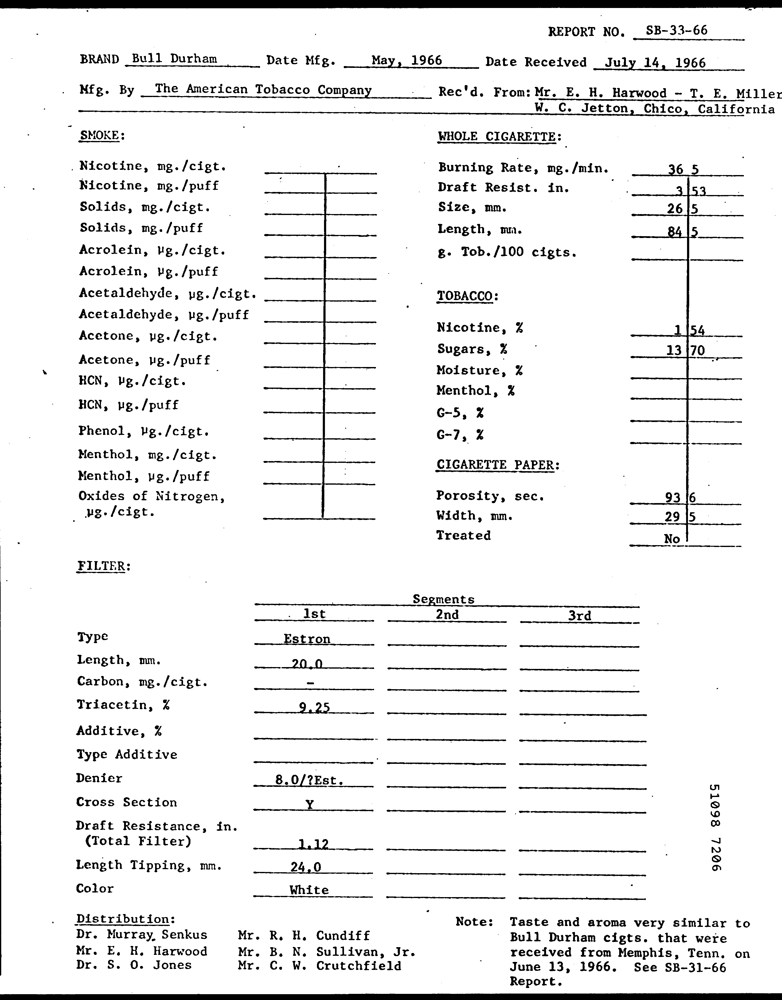 REPORT NO. SB-33-66
BRAND Bull Durham Date Mfg. May, 1966 Date Received July 14, 1966
Mfg. By The American Tobacco Company Rec'd. From: Mr. E. H. Harwood - T. E. Miller
W. C. Jetton, Chico, California
SMOKE:
Nicotine, mg./cigt.
Nicotine, mg./puff
Solids, mg./cigt.
Solids, mg./puff
Acrolein, µg./cigt.
Acrolein, µg./puff
Acetaldehyde, µg./cigt.
Acetaldehyde, µg./puff
Acetone, µg./cigt.
Acetone, µg./puff
HCN, µg./cigt.
HCN, µg./puff
Phenol, µg./cigt.
Menthol, mg./cigt.
Menthol, µg./puff
Oxides of Nitrogen,
µg./cigt.
WHOLE CIGARETTE:
Burning Rate, mg./min. 36 5
Draft Resist. in. 3 53
Size, mm. 26 5
Length, mm. 84 5
g. Tob./100 cigts.
TOBACCO:
Nicotine, % 1 54
Sugars, % 13 70
Moisture, %
Menthol, %
G-5, %
G-7, %
CIGARETTE PAPER:
Porosity, sec. 93 6
Width, mm. 29 5
Treated No
FILTER:
Segments
1st 2nd 3rd
Type Estron
Length, mm. 20.0
Carbon, mg./cigt. -
Triacetin, % 9.25
Additive, %
Type Additive
Denier 8.0/?Est.
Cross Section Y
Draft Resistance, in.
(Total Filter) 1.12
Length Tipping, mm. 24.0
Color White
51098 7206
Distribution:
Dr. Murray Senkus Mr. R. H. Cundiff
Mr. E. H. Harwood Mr. B. N. Sullivan, Jr.
Dr. S. O. Jones Mr. C. W. Crutchfield
Note: Taste and aroma very similar to
Bull Durham cigts. that were
received from Memphis, Tenn. on
June 13, 1966. See SB-31-66
Report.